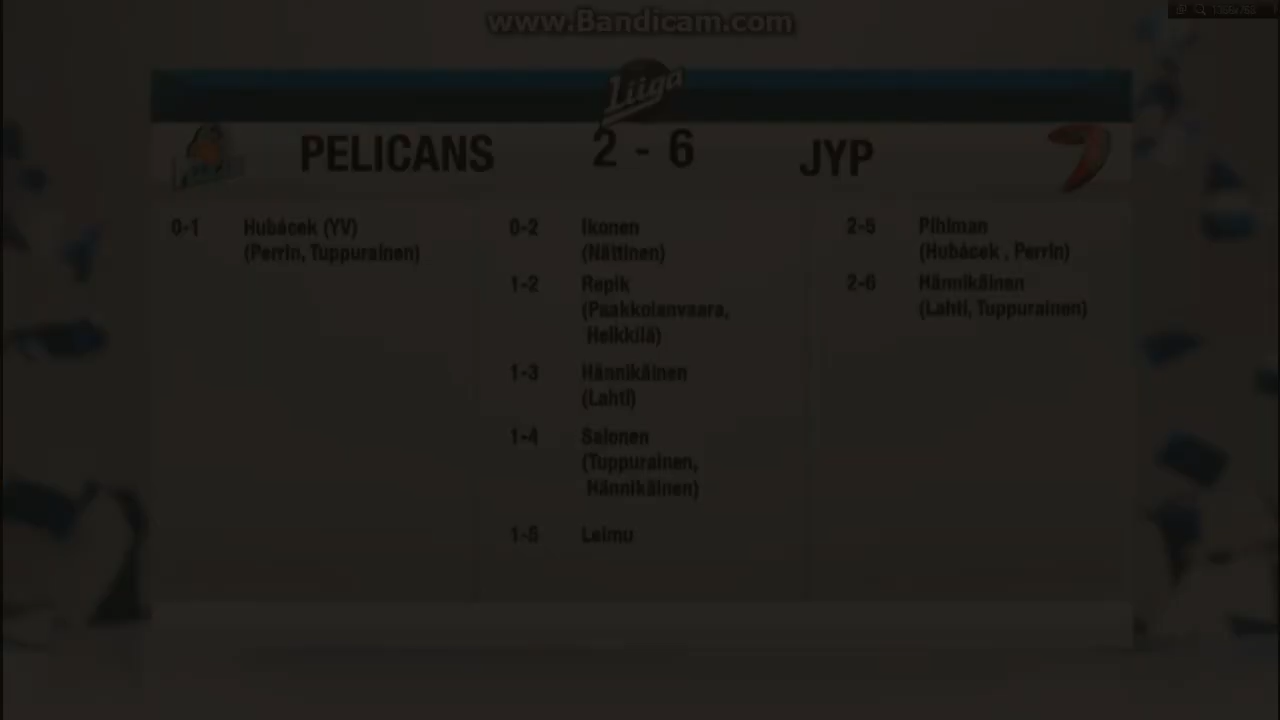 www.Bandicam.com
1366x768
Liiga
PELICANS 2 - 6 JYP
0-1 Hubácek (YV)
(Perrin, Tuppurainen)
0-2 Ikonen
(Nättinen)
1-2 Repik
(Paakkolanvaara,
Heikkilä)
1-3 Hännikäinen
(Lahti)
1-4 Salonen
(Tuppurainen,
Hännikäinen)
1-5 Leimu
2-5 Pihlman
(Hubácek , Perrin)
2-6 Hännikäinen
(Lahti, Tuppurainen)